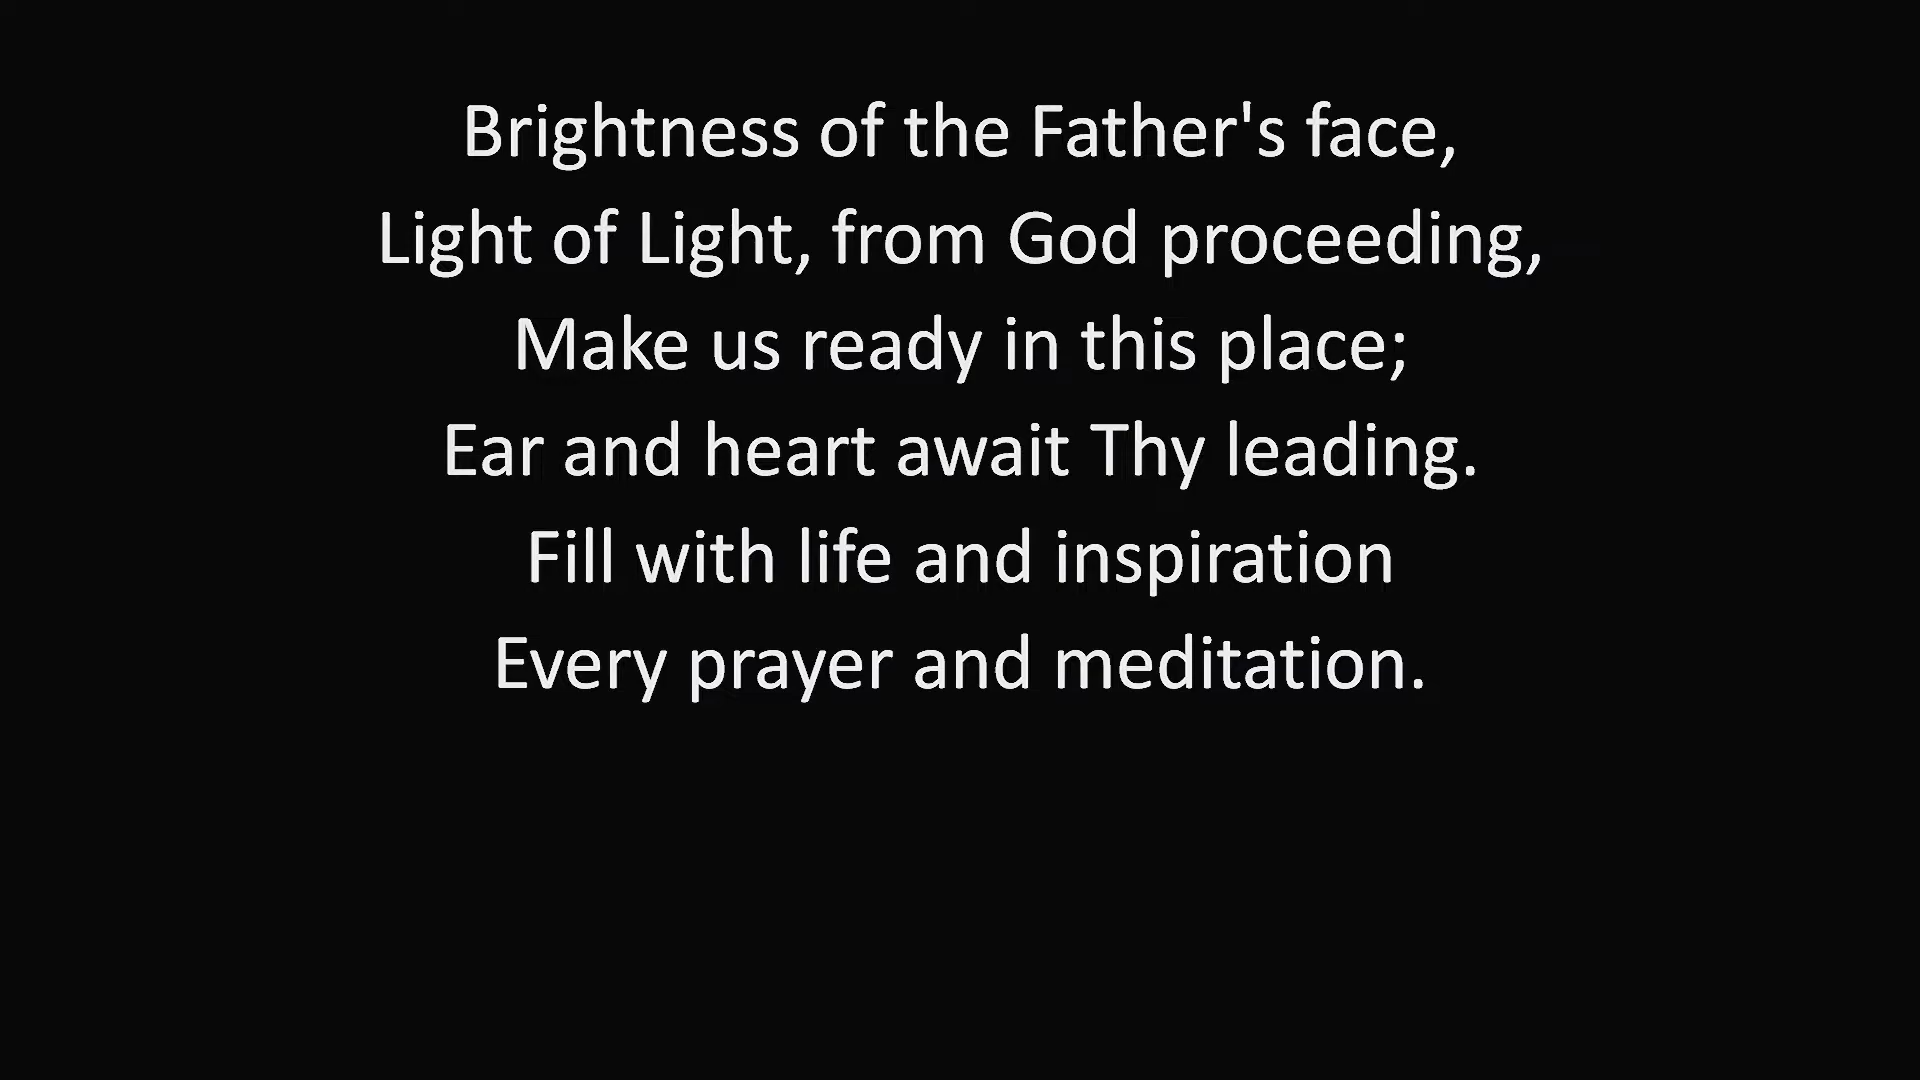 Brightness of the Father's face,
Light of Light, from God proceeding,
Make us ready in this place;
Ear and heart await Thy leading.
Fill with life and inspiration
Every prayer and meditation.